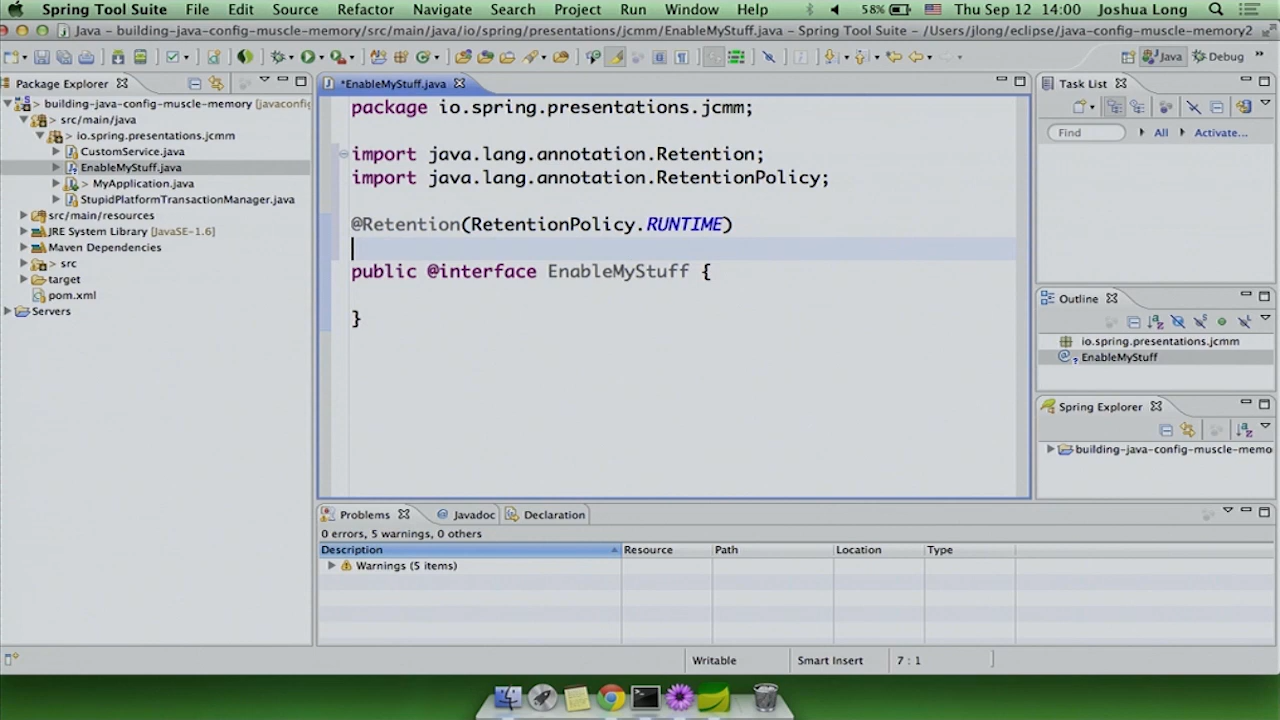 Spring Tool Suite File Edit Source Refactor Navigate Search Project Run Window Help 58% Thu Sep 12 14:00 Joshua Long
Java – building-java-config-muscle-memory/src/main/java/io/spring/presentations/jcmm/EnableMyStuff.java – Spring Tool Suite – /Users/jlong/eclipse/workspaces/javaconfig-muscle-memory2
Java Debug
Package Explorer
> building-java-config-muscle-memory [javaconfig
> src/main/java
> io.spring.presentations.jcmm
CustomService.java
EnableMyStuff.java
> MyApplication.java
StupidPlatformTransactionManager.java
src/main/resources
JRE System Library [JavaSE-1.6]
Maven Dependencies
> src
target
pom.xml
Servers
*EnableMyStuff.java
package io.spring.presentations.jcmm;
import java.lang.annotation.Retention;
import java.lang.annotation.RetentionPolicy;
@Retention(RetentionPolicy.RUNTIME)
public @interface EnableMyStuff {
}
Task List
Find All Activate...
Outline
io.spring.presentations.jcmm
EnableMyStuff
Spring Explorer
building-java-config-muscle-memo
Problems Javadoc Declaration
0 errors, 5 warnings, 0 others
Description Resource Path Location Type
Warnings (5 items)
Writable Smart Insert 7 : 1